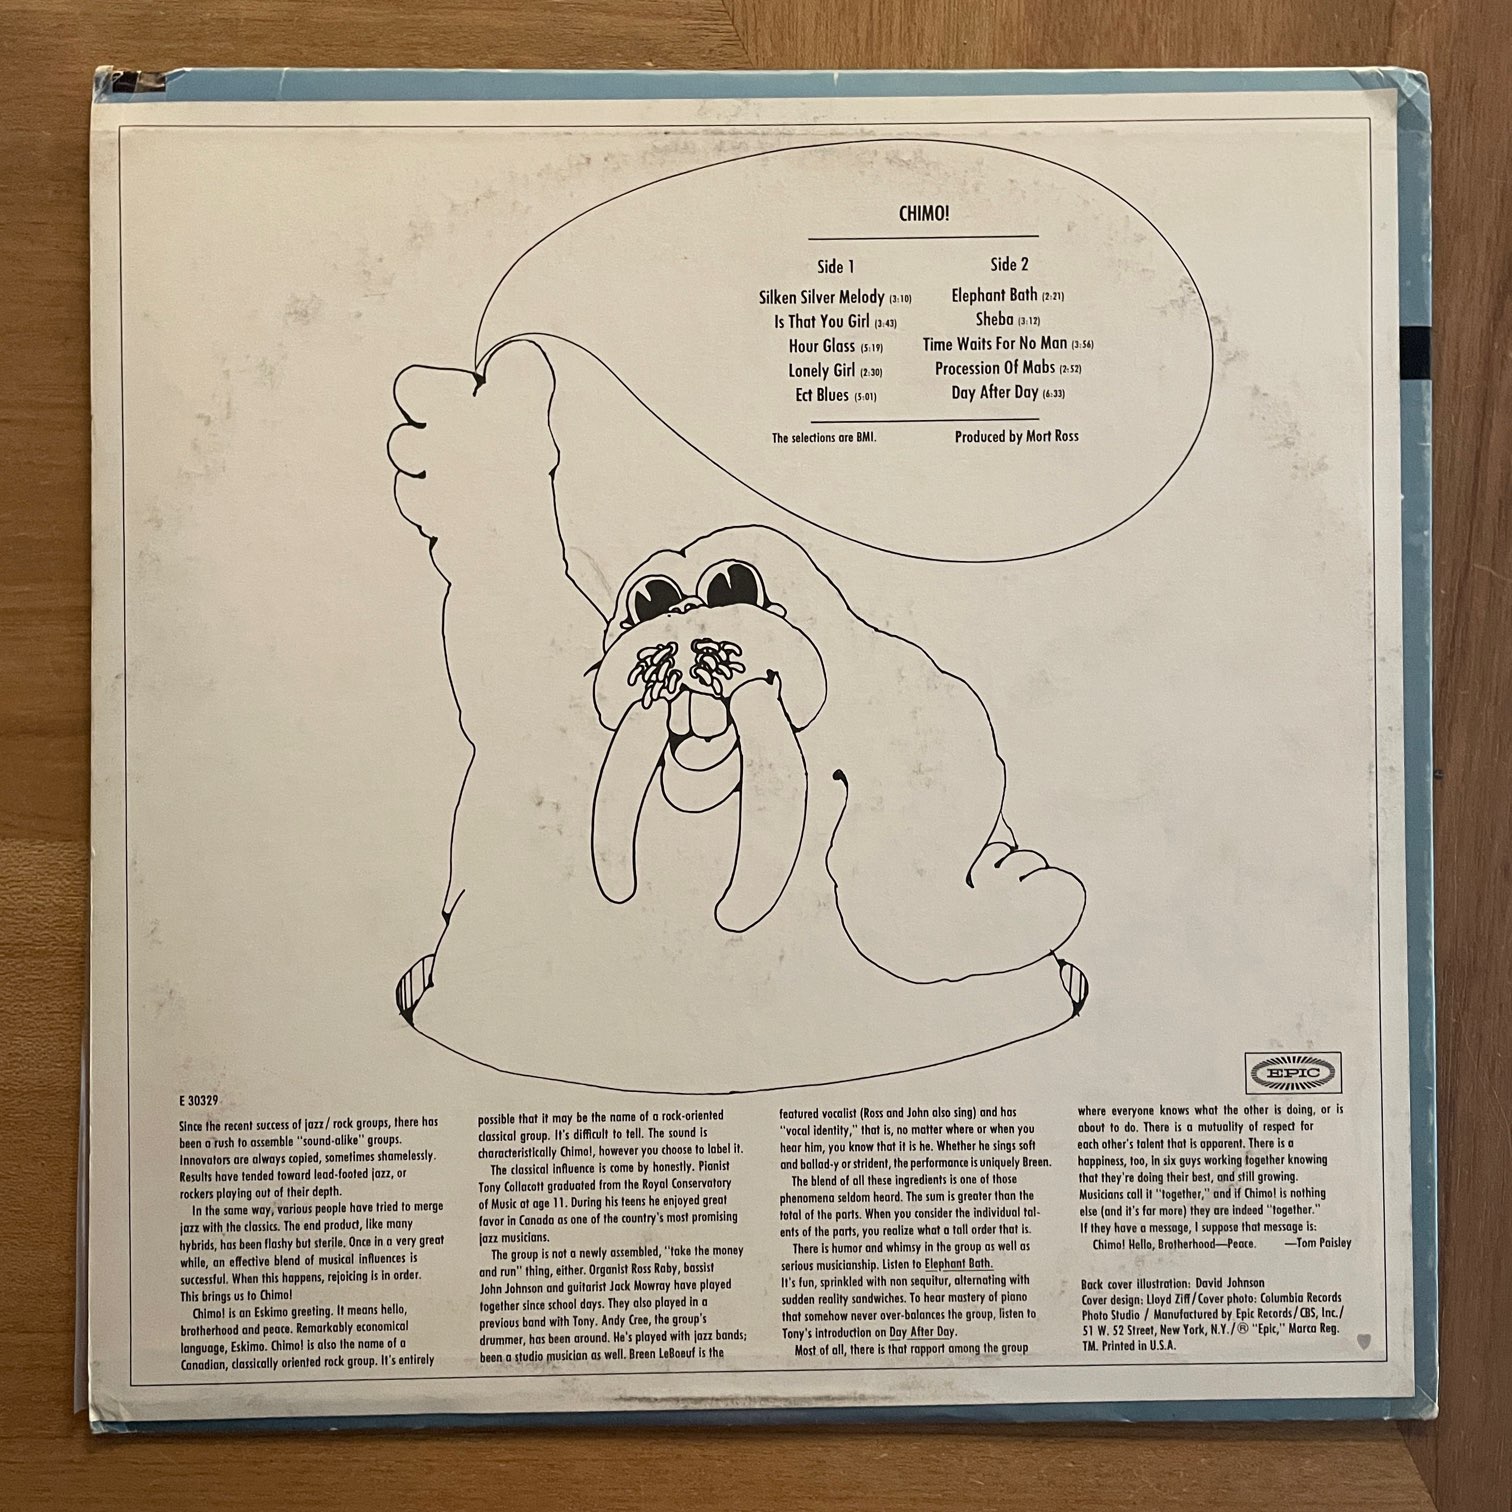 CHIMO!
Side 1
Silken Silver Melody (3:10)
Is That You Girl (3:43)
Hour Glass (5:19)
Lonely Girl (2:30)
Ect Blues (5:01)
Side 2
Elephant Bath (2:21)
Sheba (3:12)
Time Waits For No Man (3:56)
Procession Of Mabs (2:52)
Day After Day (6:33)
The selections are BMI.
Produced by Mort Ross
EPIC
E 30329
Since the recent success of jazz/rock groups, there has
been a rush to assemble "sound-alike" groups.
Innovators are always copied, sometimes shamelessly.
Results have tended toward lead-footed jazz, or
rockers playing out of their depth.
In the same way, various people have tried to merge
jazz with the classics. The end product, like many
hybrids, has been flashy but sterile. Once in a very great
while, an effective blend of musical influences is
successful. When this happens, rejoicing is in order.
This brings us to Chimo!
Chimo! is an Eskimo greeting. It means hello,
brotherhood and peace. Remarkably economical
language, Eskimo. Chimo! is also the name of a
Canadian, classically oriented rock group. It's entirely
possible that it may be the name of a rock-oriented
classical group. It's difficult to tell. The sound is
characteristically Chimo!, however you choose to label it.
The classical influence is come by honestly. Pianist
Tony Collacott graduated from the Royal Conservatory
of Music at age 11. During his teens he enjoyed great
favor in Canada as one of the country's most promising
jazz musicians.
The group is not a newly assembled, "take the money
and run" thing, either. Organist Ross Raby, bassist
John Johnson and guitarist Jack Mowray have played
together since school days. They also played in a
previous band with Tony. Andy Cree, the group's
drummer, has been around. He's played with jazz bands;
been a studio musician as well. Breen LeBoeuf is the
featured vocalist (Ross and John also sing) and has
"vocal identity," that is, no matter where or when you
hear him, you know that it is he. Whether he sings soft
and ballad-y or strident, the performance is uniquely Breen.
The blend of all these ingredients is one of those
phenomena seldom heard. The sum is greater than the
total of the parts. When you consider the individual tal-
ents of the parts, you realize what a tall order that is.
There is humor and whimsy in the group as well as
serious musicianship. Listen to Elephant Bath.
It's fun, sprinkled with non sequitur, alternating with
sudden reality sandwiches. To hear mastery of piano
that somehow never over-balances the group, listen to
Tony's introduction on Day After Day.
Most of all, there is that rapport among the group
where everyone knows what the other is doing, or is
about to do. There is a mutuality of respect for
each other's talent that is apparent. There is a
happiness, too, in six guys working together knowing
that they're doing their best, and still growing.
Musicians call it "together," and if Chimo! is nothing
else (and it's far more) they are indeed "together."
If they have a message, I suppose that message is:
Chimo! Hello, Brotherhood—Peace. —Tom Paisley
Back cover illustration: David Johnson
Cover design: Lloyd Ziff/Cover photo: Columbia Records
Photo Studio / Manufactured by Epic Records/CBS, Inc./
51 W. 52 Street, New York, N.Y./® "Epic," Marca Reg.
TM. Printed in U.S.A.